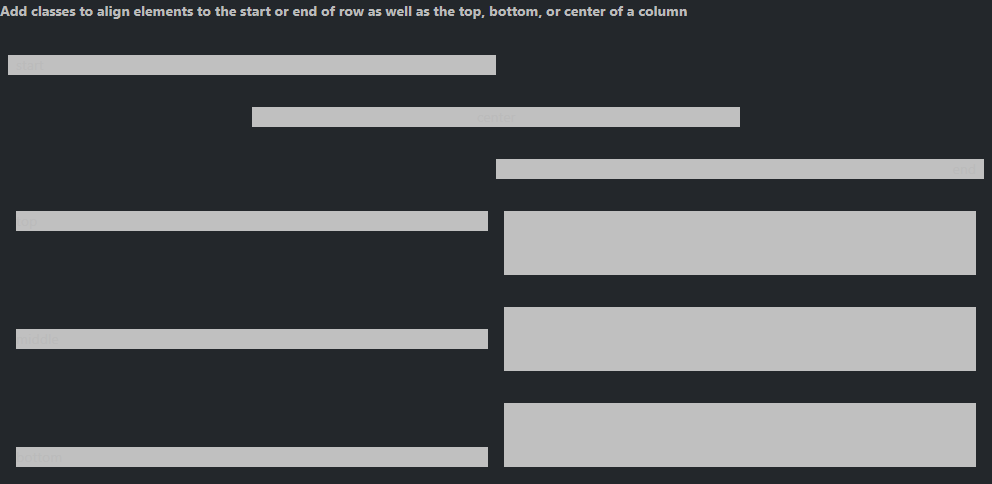 Add classes to align elements to the start or end of row as well as the top, bottom, or center of a column
start
center
end
top
middle
bottom